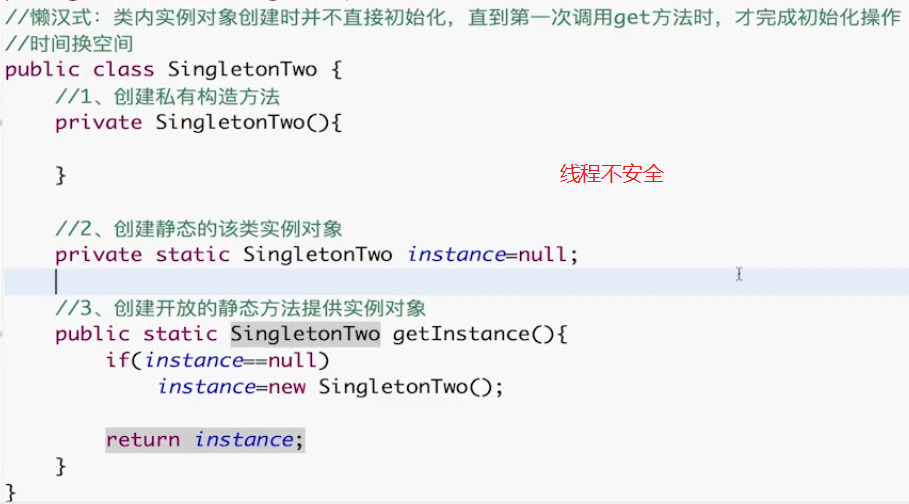 //懒汉式：类内实例对象创建时并不直接初始化，直到第一次调用get方法时，才完成初始化操作
//时间换空间
public class SingletonTwo {
    //1、创建私有构造方法
    private SingletonTwo(){

    }
线程不安全

    //2、创建静态的该类实例对象
    private static SingletonTwo instance=null;

    //3、创建开放的静态方法提供实例对象
    public static SingletonTwo getInstance(){
        if(instance==null)
            instance=new SingletonTwo();

        return instance;
    }
}